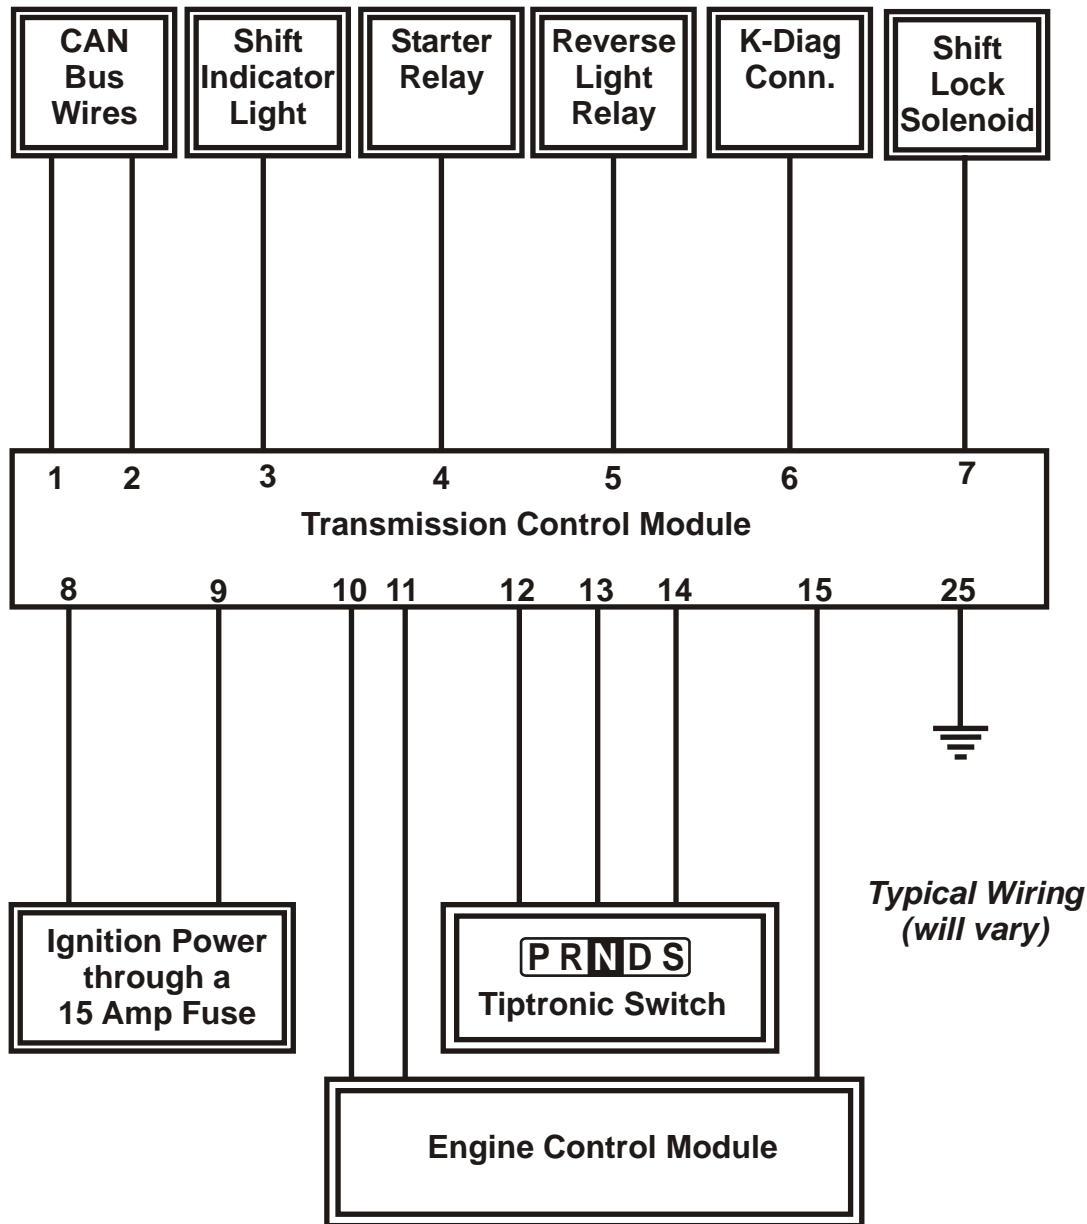 CAN
Bus
Wires
Shift
Indicator
Light
Starter
Relay
Reverse
Light
Relay
K-Diag
Conn.
Shift
Lock
Solenoid
1 2 3 4 5 6 7
Transmission Control Module
8 9 10 11 12 13 14 15 25
Ignition Power
through a
15 Amp Fuse
P R N D S
Tiptronic Switch
Typical Wiring
(will vary)
Engine Control Module